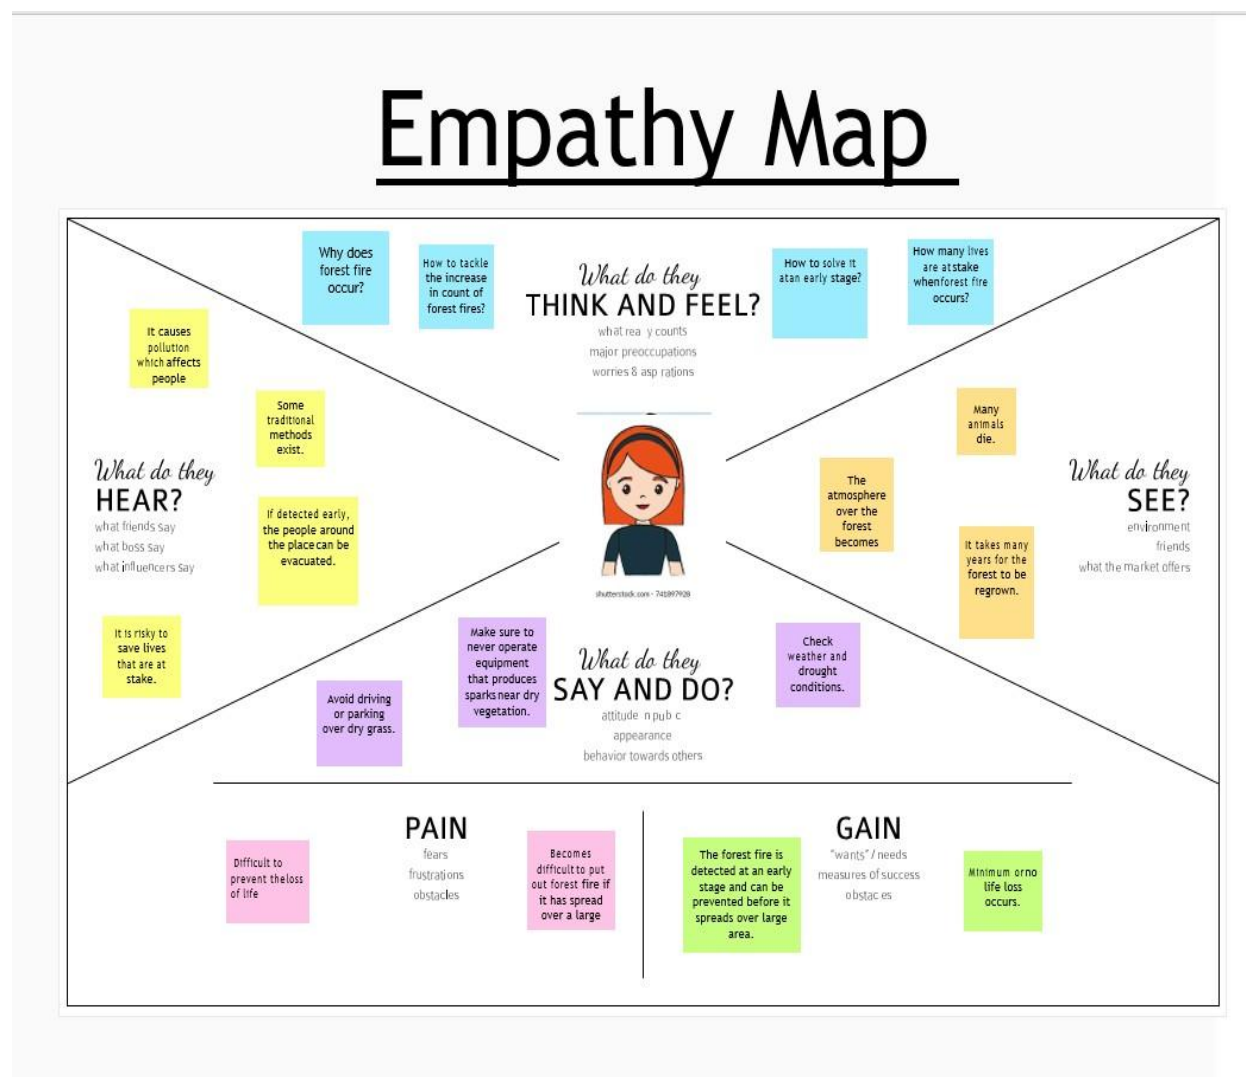 Empathy Map
Why does
forest fire
occur?
How to tackle
the increase
in count of
forest fires?
What do they
THINK AND FEEL?
what rea y counts
major preoccupations
worries & asp rations
How to solve it
atan early stage?
How many lives
are atstake
whenforest fire
occurs?
It causes
pollution
which affects
people
Some
traditional
methods
exist.
What do they
HEAR?
what friends say
what boss say
what influencers say
If detected early,
the people around
the place can be
evacuated.
It is risky to
save lives
that are at
stake.
shutterstock.com • 741897928
Many
animals
die.
The
atmosphere
over the
forest
becomes
It takes many
years for the
forest to be
regrown.
What do they
SEE?
environment
friends
what the market offers
Avoid driving
or parking
over dry grass.
Make sure to
never operate
equipment
that produces
sparks near dry
vegetation.
What do they
SAY AND DO?
attitude n pub c
appearance
behavior towards others
Check
weather and
drought
conditions.
PAIN
fears
frustrations
obstacles
Difficult to
prevent theloss
of life
Becomes
difficult to put
out forest fire if
it has spread
over a large
GAIN
"wants" / needs
measures of success
obstac es
The forest fire is
detected at an early
stage and can be
prevented before it
spreads over large
area.
Minimum orno
life loss
occurs.